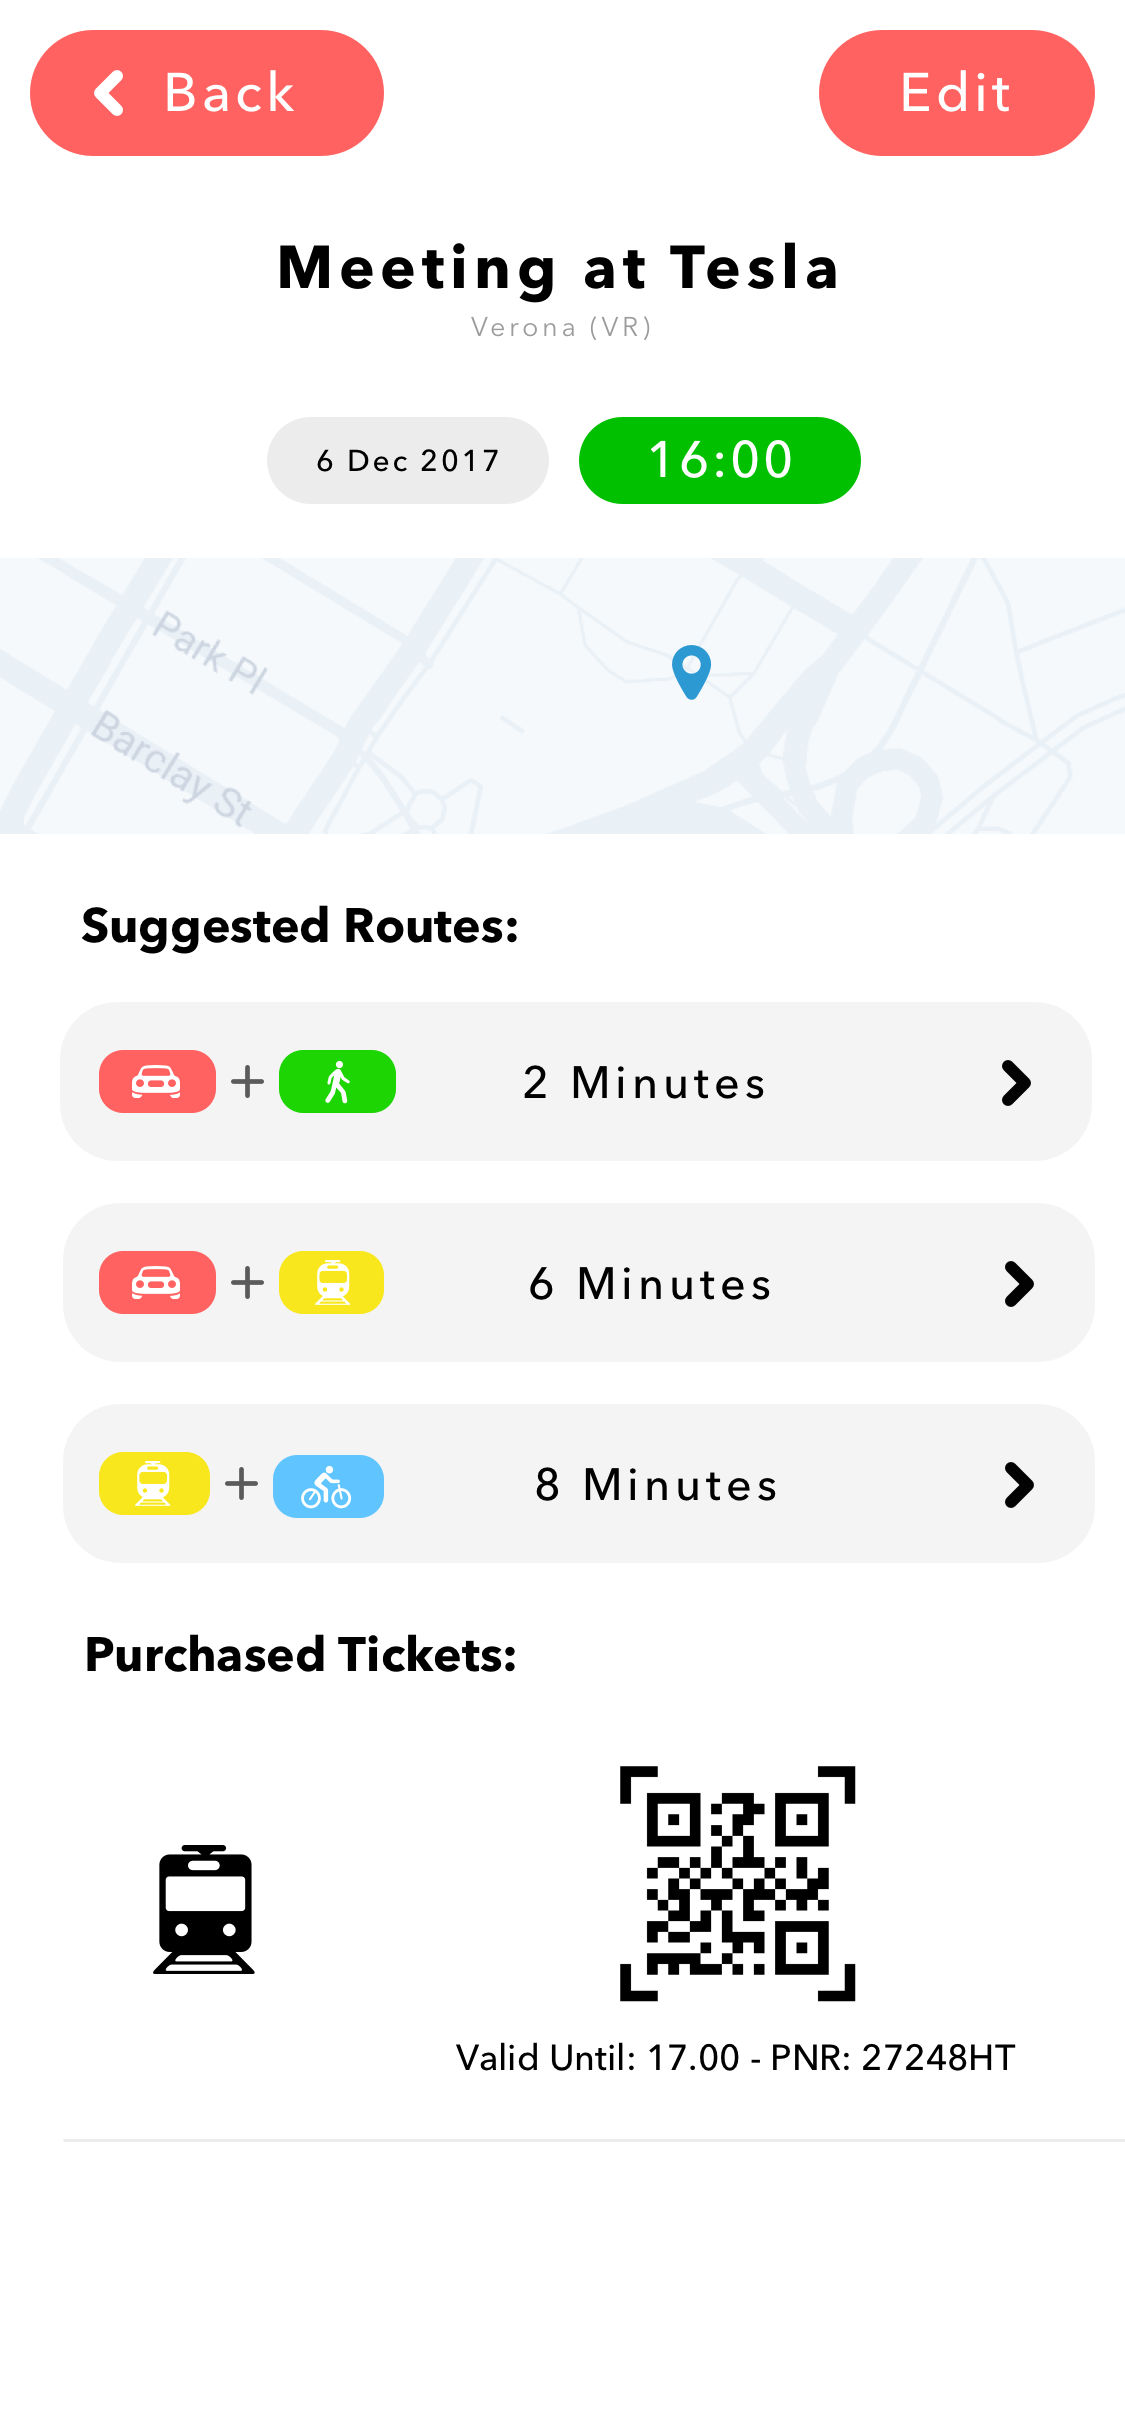 Back
Edit
Meeting at Tesla
Verona (VR)
6 Dec 2017
16:00
Park Pl
Barclay St
Suggested Routes:
2 Minutes
6 Minutes
8 Minutes
Purchased Tickets:
Valid Until: 17.00 - PNR: 27248HT